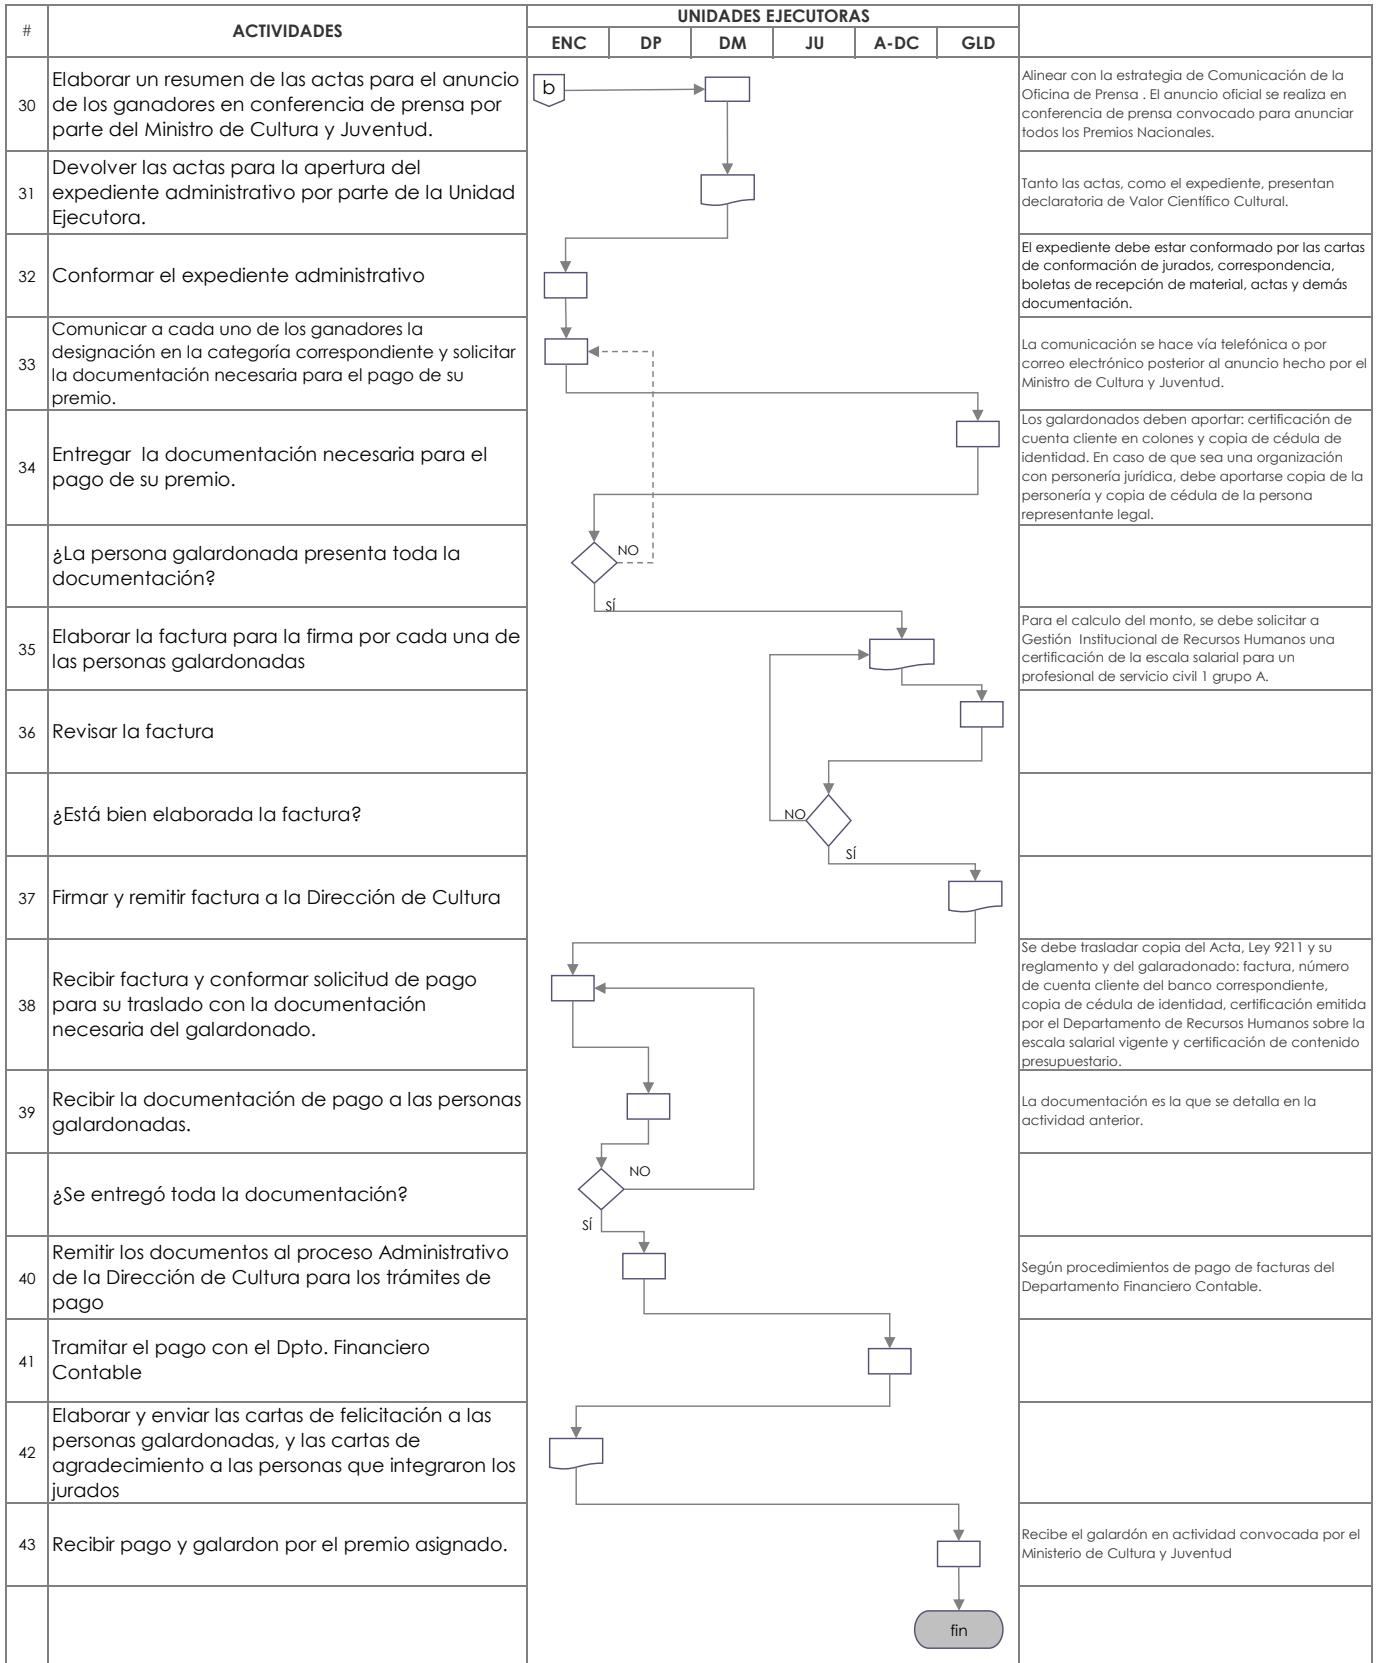 #
ACTIVIDADES
UNIDADES EJECUTORAS
ENC DP DM JU A-DC GLD
30
Elaborar un resumen de las actas para el anuncio
de los ganadores en conferencia de prensa por
parte del Ministro de Cultura y Juventud.
b
Alinear con la estrategia de Comunicación de la
Oficina de Prensa . El anuncio oficial se realiza en
conferencia de prensa convocado para anunciar
todos los Premios Nacionales.
31
Devolver las actas para la apertura del
expediente administrativo por parte de la Unidad
Ejecutora.
Tanto las actas, como el expediente, presentan
declaratoria de Valor Científico Cultural.
32
Conformar el expediente administrativo
El expediente debe estar conformado por las cartas
de conformación de jurados, correspondencia,
boletas de recepción de material, actas y demás
documentación.
33
Comunicar a cada uno de los ganadores la
designación en la categoría correspondiente y solicitar
la documentación necesaria para el pago de su
premio.
La comunicación se hace vía telefónica o por
correo electrónico posterior al anuncio hecho por el
Ministro de Cultura y Juventud.
34
Entregar  la documentación necesaria para el
pago de su premio.
Los galardonados deben aportar: certificación de
cuenta cliente en colones y copia de cédula de
identidad. En caso de que sea una organización
con personería jurídica, debe aportarse copia de la
personería y copia de cédula de la persona
representante legal.
¿La persona galardonada presenta toda la
documentación?
NO
SÍ
35
Elaborar la factura para la firma por cada una de
las personas galardonadas
Para el calculo del monto, se debe solicitar a
Gestión  Institucional de Recursos Humanos una
certificación de la escala salarial para un
profesional de servicio civil 1 grupo A.
36
Revisar la factura
¿Está bien elaborada la factura?
NO
SÍ
37
Firmar y remitir factura a la Dirección de Cultura
38
Recibir factura y conformar solicitud de pago
para su traslado con la documentación
necesaria del galardonado.
Se debe trasladar copia del Acta, Ley 9211 y su
reglamento y del galaradonado: factura, número
de cuenta cliente del banco correspondiente,
copia de cédula de identidad, certificación emitida
por el Departamento de Recursos Humanos sobre la
escala salarial vigente y certificación de contenido
presupuestario.
39
Recibir la documentación de pago a las personas
galardonadas.
La documentación es la que se detalla en la
actividad anterior.
¿Se entregó toda la documentación?
NO
SÍ
40
Remitir los documentos al proceso Administrativo
de la Dirección de Cultura para los trámites de
pago
Según procedimientos de pago de facturas del
Departamento Financiero Contable.
41
Tramitar el pago con el Dpto. Financiero
Contable
42
Elaborar y enviar las cartas de felicitación a las
personas galardonadas, y las cartas de
agradecimiento a las personas que integraron los
jurados
43
Recibir pago y galardon por el premio asignado.
Recibe el galardón en actividad convocada por el
Ministerio de Cultura y Juventud
fin